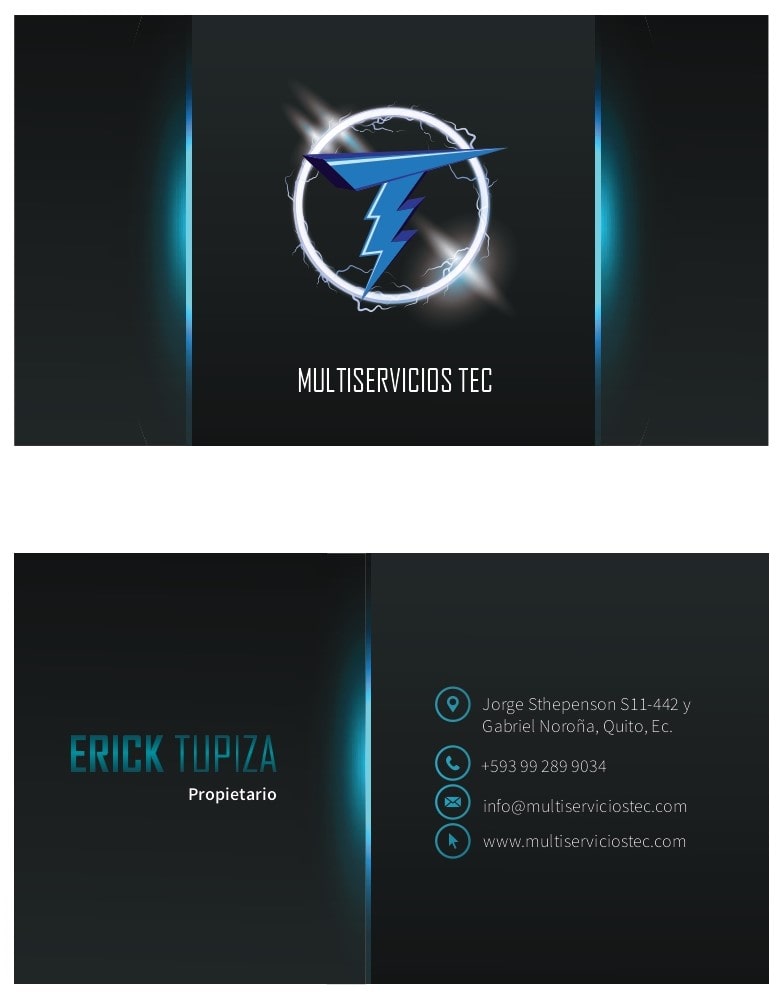 MULTISERVICIOS TEC
ERICK TUPIZA
Propietario
Jorge Sthepenson S11-442 y
Gabriel Noroña, Quito, Ec.
+593 99 289 9034
info@multiserviciostec.com
www.multiserviciostec.com